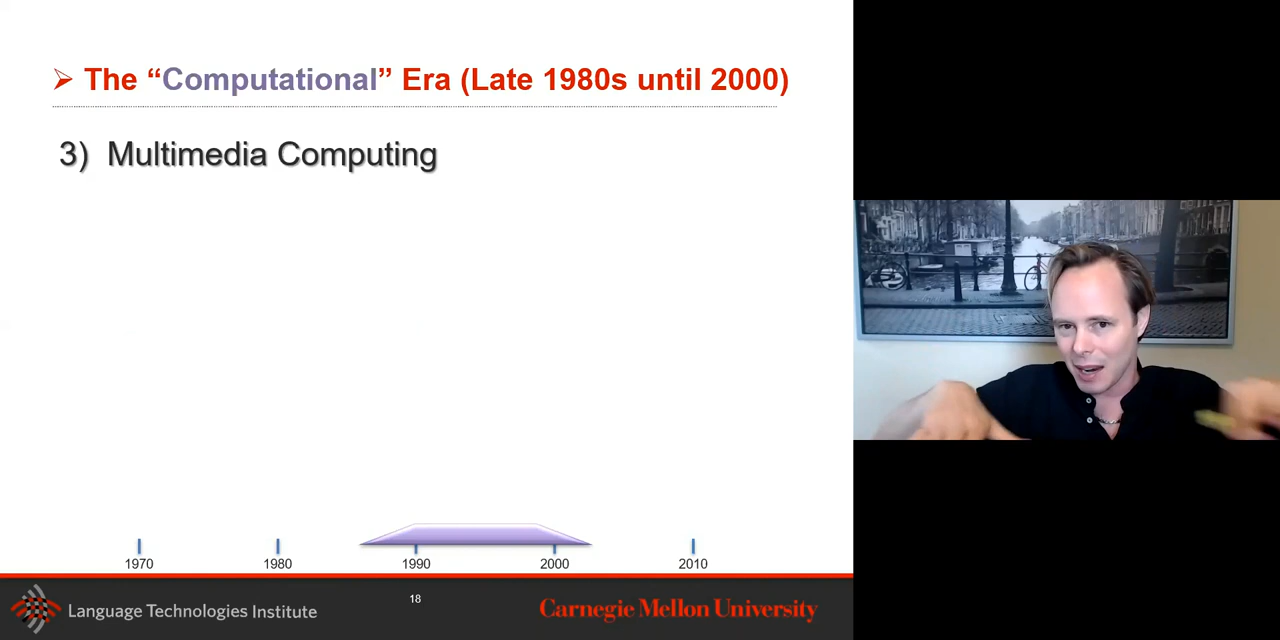 ➢ The “Computational” Era (Late 1980s until 2000)
3) Multimedia Computing
1970 1980 1990 2000 2010
Language Technologies Institute
18
Carnegie Mellon University